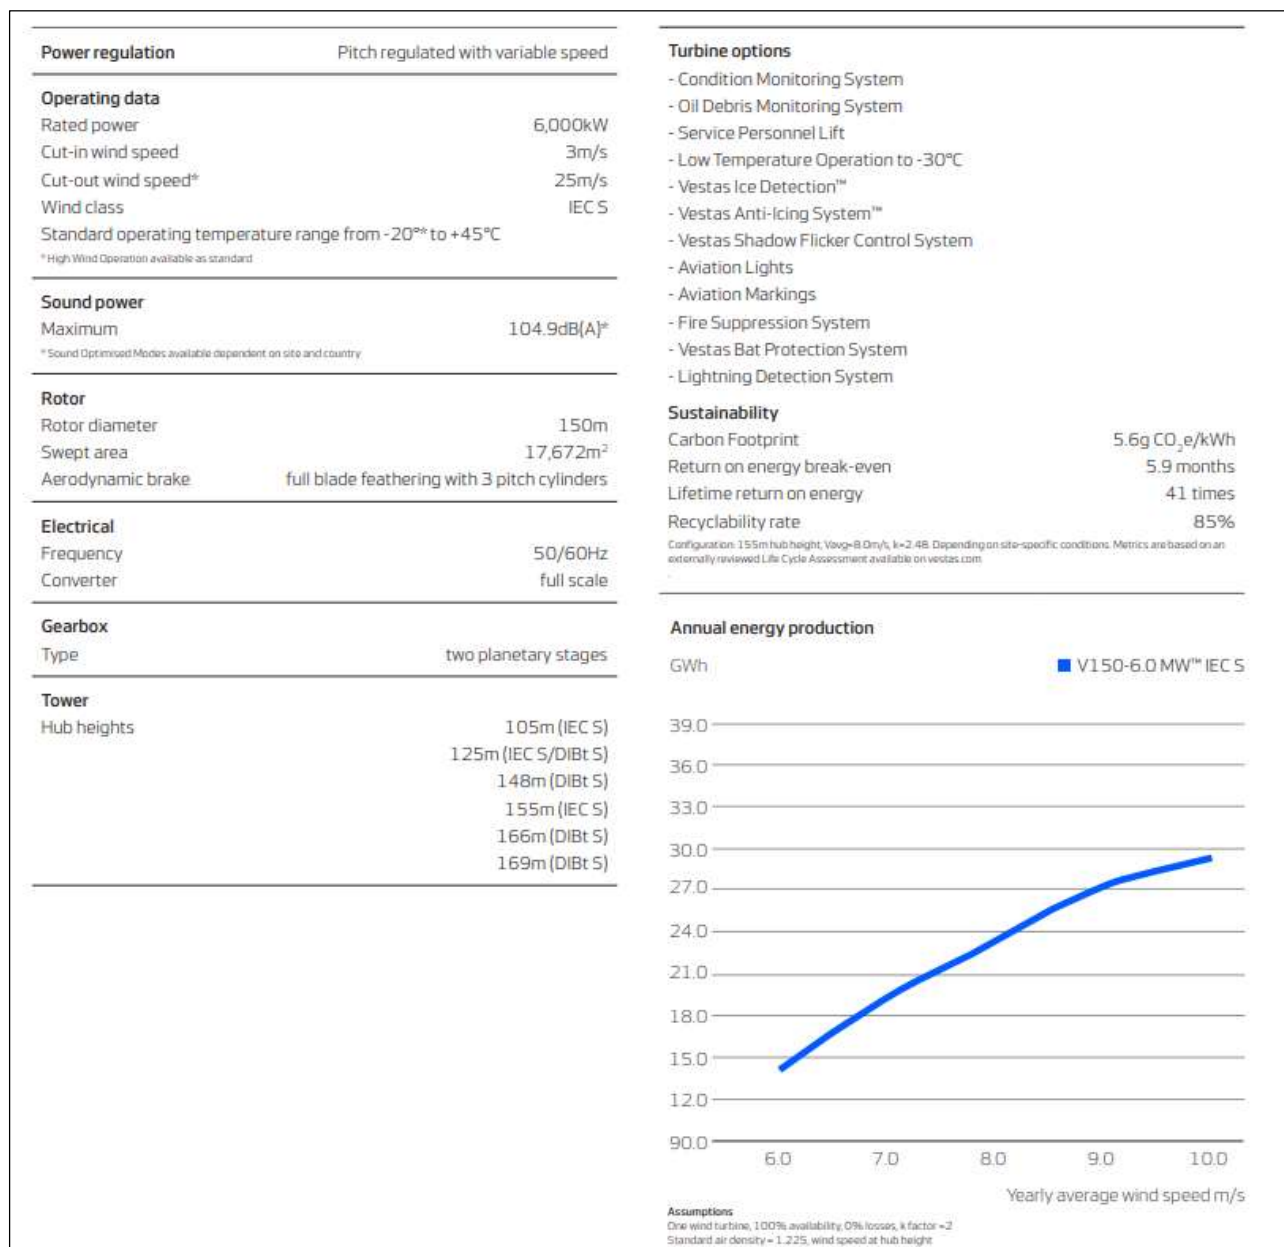 Power regulation Pitch regulated with variable speed
Operating data
Rated power 6,000kW
Cut-in wind speed 3m/s
Cut-out wind speed* 25m/s
Wind class IEC S
Standard operating temperature range from -20°* to +45°C
* High Wind Operation available as standard
Sound power
Maximum 104.9dB(A)*
* Sound Optimised Modes available dependent on site and country
Rotor
Rotor diameter 150m
Swept area 17,672m²
Aerodynamic brake full blade feathering with 3 pitch cylinders
Electrical
Frequency 50/60Hz
Converter full scale
Gearbox
Type two planetary stages
Tower
Hub heights 105m (IEC S)
125m (IEC S/DIBt S)
148m (DIBt S)
155m (IEC S)
166m (DIBt S)
169m (DIBt S)
Turbine options
- Condition Monitoring System
- Oil Debris Monitoring System
- Service Personnel Lift
- Low Temperature Operation to -30°C
- Vestas Ice Detection™
- Vestas Anti-Icing System™
- Vestas Shadow Flicker Control System
- Aviation Lights
- Aviation Markings
- Fire Suppression System
- Vestas Bat Protection System
- Lightning Detection System
Sustainability
Carbon Footprint 5.6g CO₂e/kWh
Return on energy break-even 5.9 months
Lifetime return on energy 41 times
Recyclability rate 85%
Configuration: 155m hub height, Vavg=8.0m/s, k=2.48. Depending on site-specific conditions. Metrics are based on an
externally reviewed Life Cycle Assessment available on vestas.com
.
Annual energy production
GWh V150-6.0 MW™ IEC S
39.0
36.0
33.0
30.0
27.0
24.0
21.0
18.0
15.0
12.0
90.0
6.0 7.0 8.0 9.0 10.0
Yearly average wind speed m/s
Assumptions
One wind turbine, 100% availability, 0% losses, k factor =2
Standard air density = 1.225, wind speed at hub height